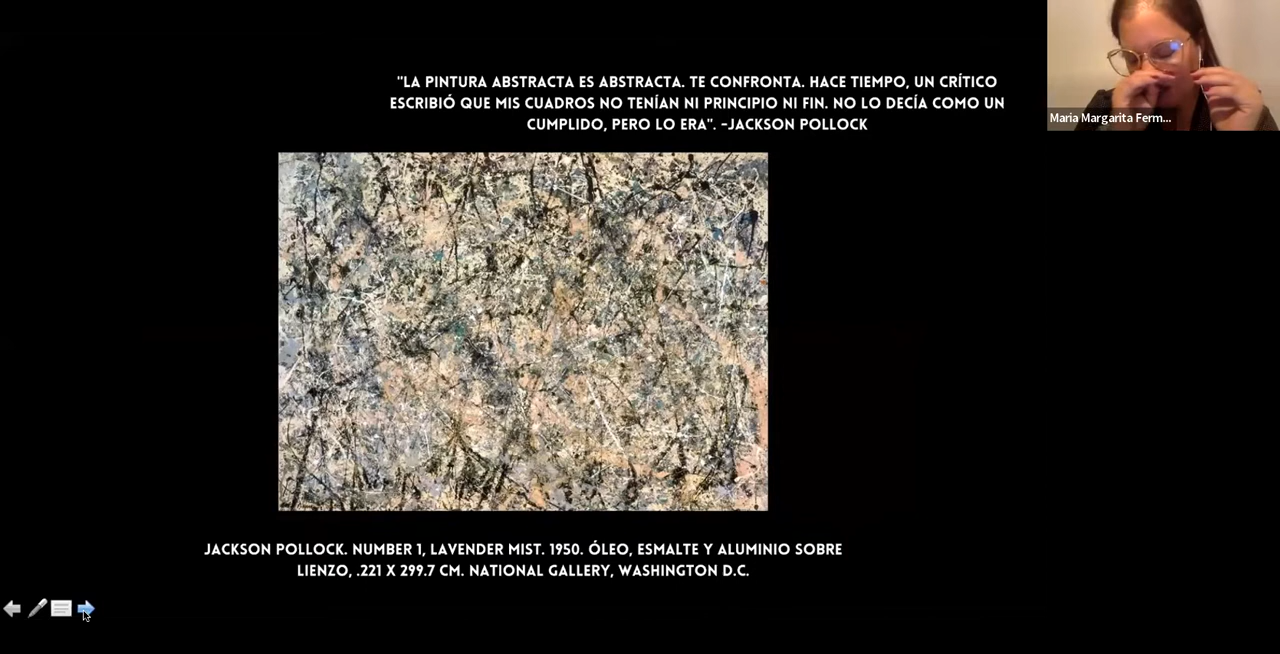 "LA PINTURA ABSTRACTA ES ABSTRACTA. TE CONFRONTA. HACE TIEMPO, UN CRÍTICO
ESCRIBIÓ QUE MIS CUADROS NO TENÍAN NI PRINCIPIO NI FIN. NO LO DECÍA COMO UN
CUMPLIDO, PERO LO ERA". -JACKSON POLLOCK
Maria Margarita Ferm...
JACKSON POLLOCK. NUMBER 1, LAVENDER MIST. 1950. ÓLEO, ESMALTE Y ALUMINIO SOBRE
LIENZO, .221 X 299.7 CM. NATIONAL GALLERY, WASHINGTON D.C.